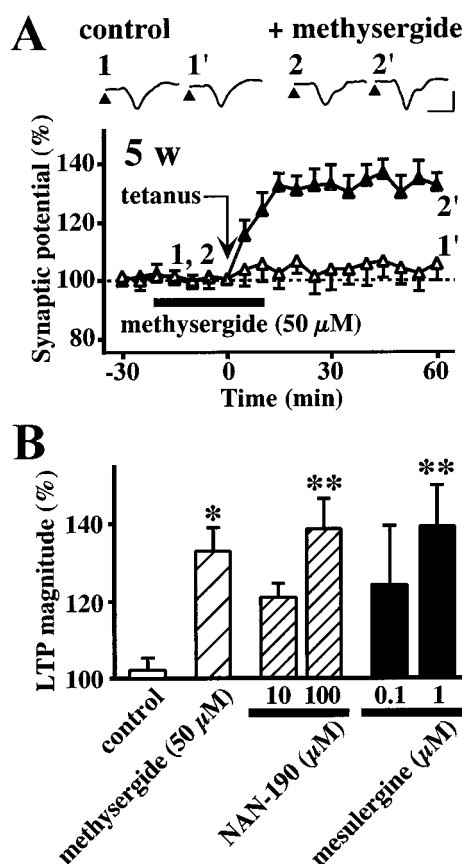 A
control + methysergide
1 1' 2 2'
Synaptic potential (%)
140
120
100
80
5 w
tetanus
1, 2
2'
1'
methysergide (50 µM)
-30 0 30 60
Time (min)
B
LTP magnitude (%)
140
120
100
* ** **
10 100 0.1 1
control
methysergide (50 µM)
NAN-190 (µM)
mesulergine (µM)